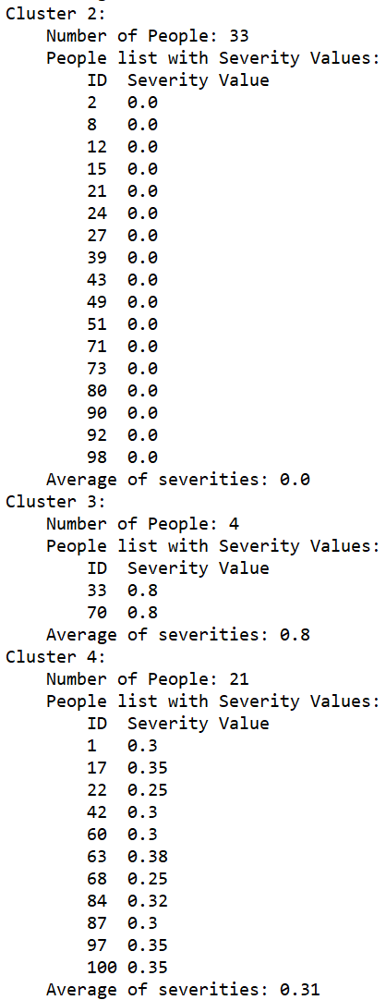 Cluster 2:
Number of People: 33
People list with Severity Values:
ID Severity Value
2 0.0
8 0.0
12 0.0
15 0.0
21 0.0
24 0.0
27 0.0
39 0.0
43 0.0
49 0.0
51 0.0
71 0.0
73 0.0
80 0.0
90 0.0
92 0.0
98 0.0
Average of severities: 0.0
Cluster 3:
Number of People: 4
People list with Severity Values:
ID Severity Value
33 0.8
70 0.8
Average of severities: 0.8
Cluster 4:
Number of People: 21
People list with Severity Values:
ID Severity Value
1 0.3
17 0.35
22 0.25
42 0.3
60 0.3
63 0.38
68 0.25
84 0.32
87 0.3
97 0.35
100 0.35
Average of severities: 0.31